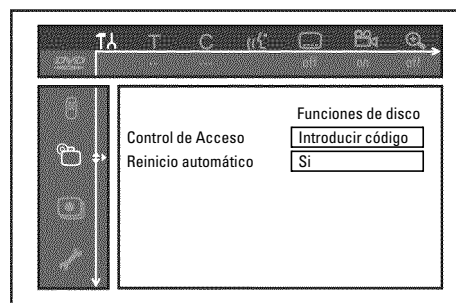 T C
DVD off on off
Funciones de disco
Control de Acceso Introducir código
Reinicio automático Si